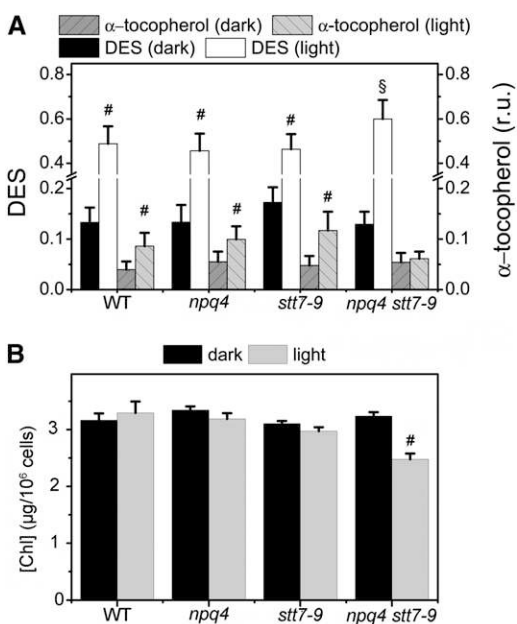 A
α–tocopherol (dark) α-tocopherol (light)
DES (dark) DES (light)
0.8 0.8
0.6 0.6
0.4 0.4
0.2 0.2
0.1 0.1
0.0 0.0
DES
α–tocopherol (r.u.)
# # # §
# # #
WT npq4 stt7-9 npq4 stt7-9
B
dark light
3
2
1
0
[Chl] (µg/10⁶ cells)
#
WT npq4 stt7-9 npq4 stt7-9